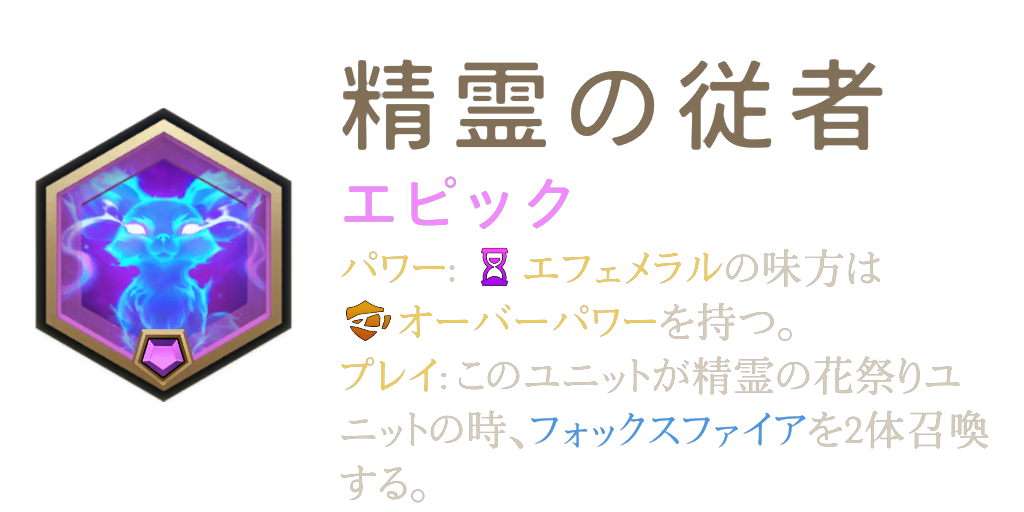 精霊の従者
エピック
パワー: エフェメラルの味方は
オーバーパワーを持つ。
プレイ:このユニットが精霊の花祭りユ
ニットの時、フォックスファイアを2体召喚
する。